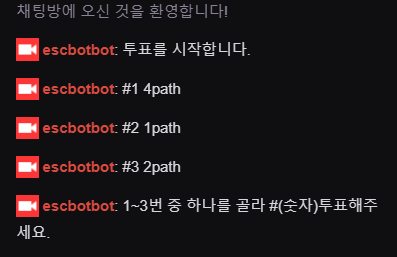 채팅방에 오신 것을 환영합니다!
escbotbot: 투표를 시작합니다.
escbotbot: #1 4path
escbotbot: #2 1path
escbotbot: #3 2path
escbotbot: 1~3번 중 하나를 골라 #(숫자)투표해주
세요.